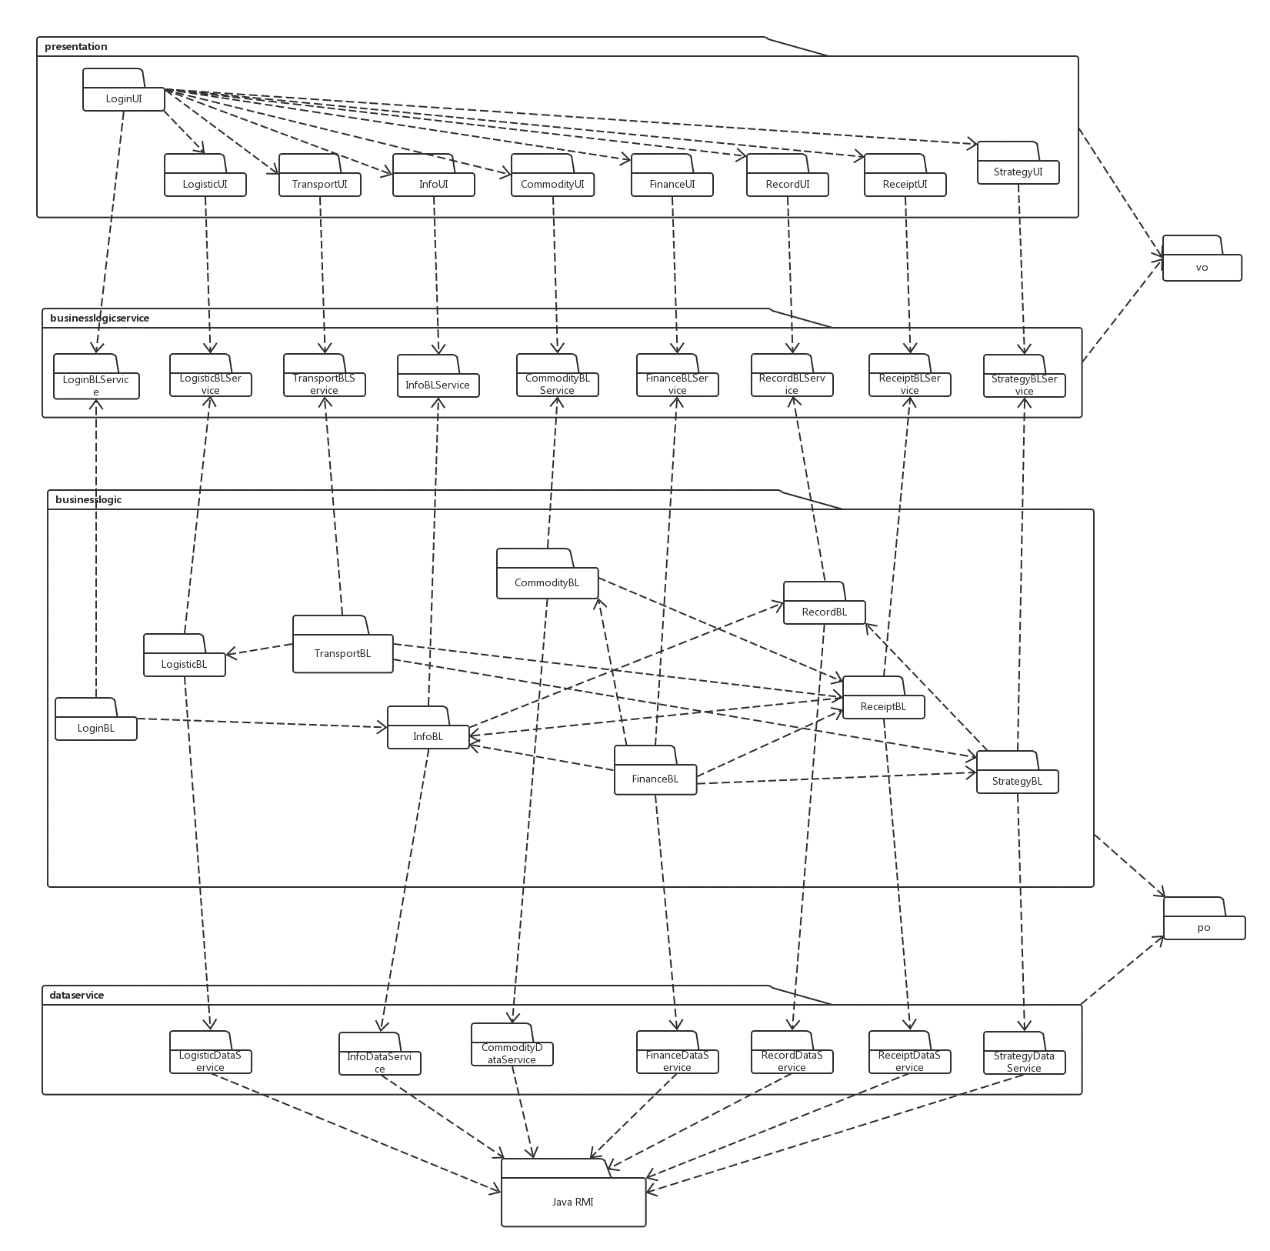 presentation
LoginUI
LogisticUI
TransportUI
InfoUI
CommodityUI
FinanceUI
RecordUI
ReceiptUI
StrategyUI
vo
businesslogicservice
LoginBLServic
e
LogisticBLSer
vice
TransportBLS
ervice
InfoBLService
CommodityBL
Service
FinanceBLSer
vice
RecordBLServ
ice
ReceiptBLSer
vice
StrategyBLSer
vice
businesslogic
CommodityBL
RecordBL
TransportBL
LogisticBL
ReceiptBL
LoginBL
InfoBL
FinanceBL
StrategyBL
po
dataservice
LogisticDataS
ervice
InfoDataServi
ce
CommodityD
ataService
FinanceDataS
ervice
RecordDataS
ervice
ReceiptDataS
ervice
StrategyData
Service
Java RMI